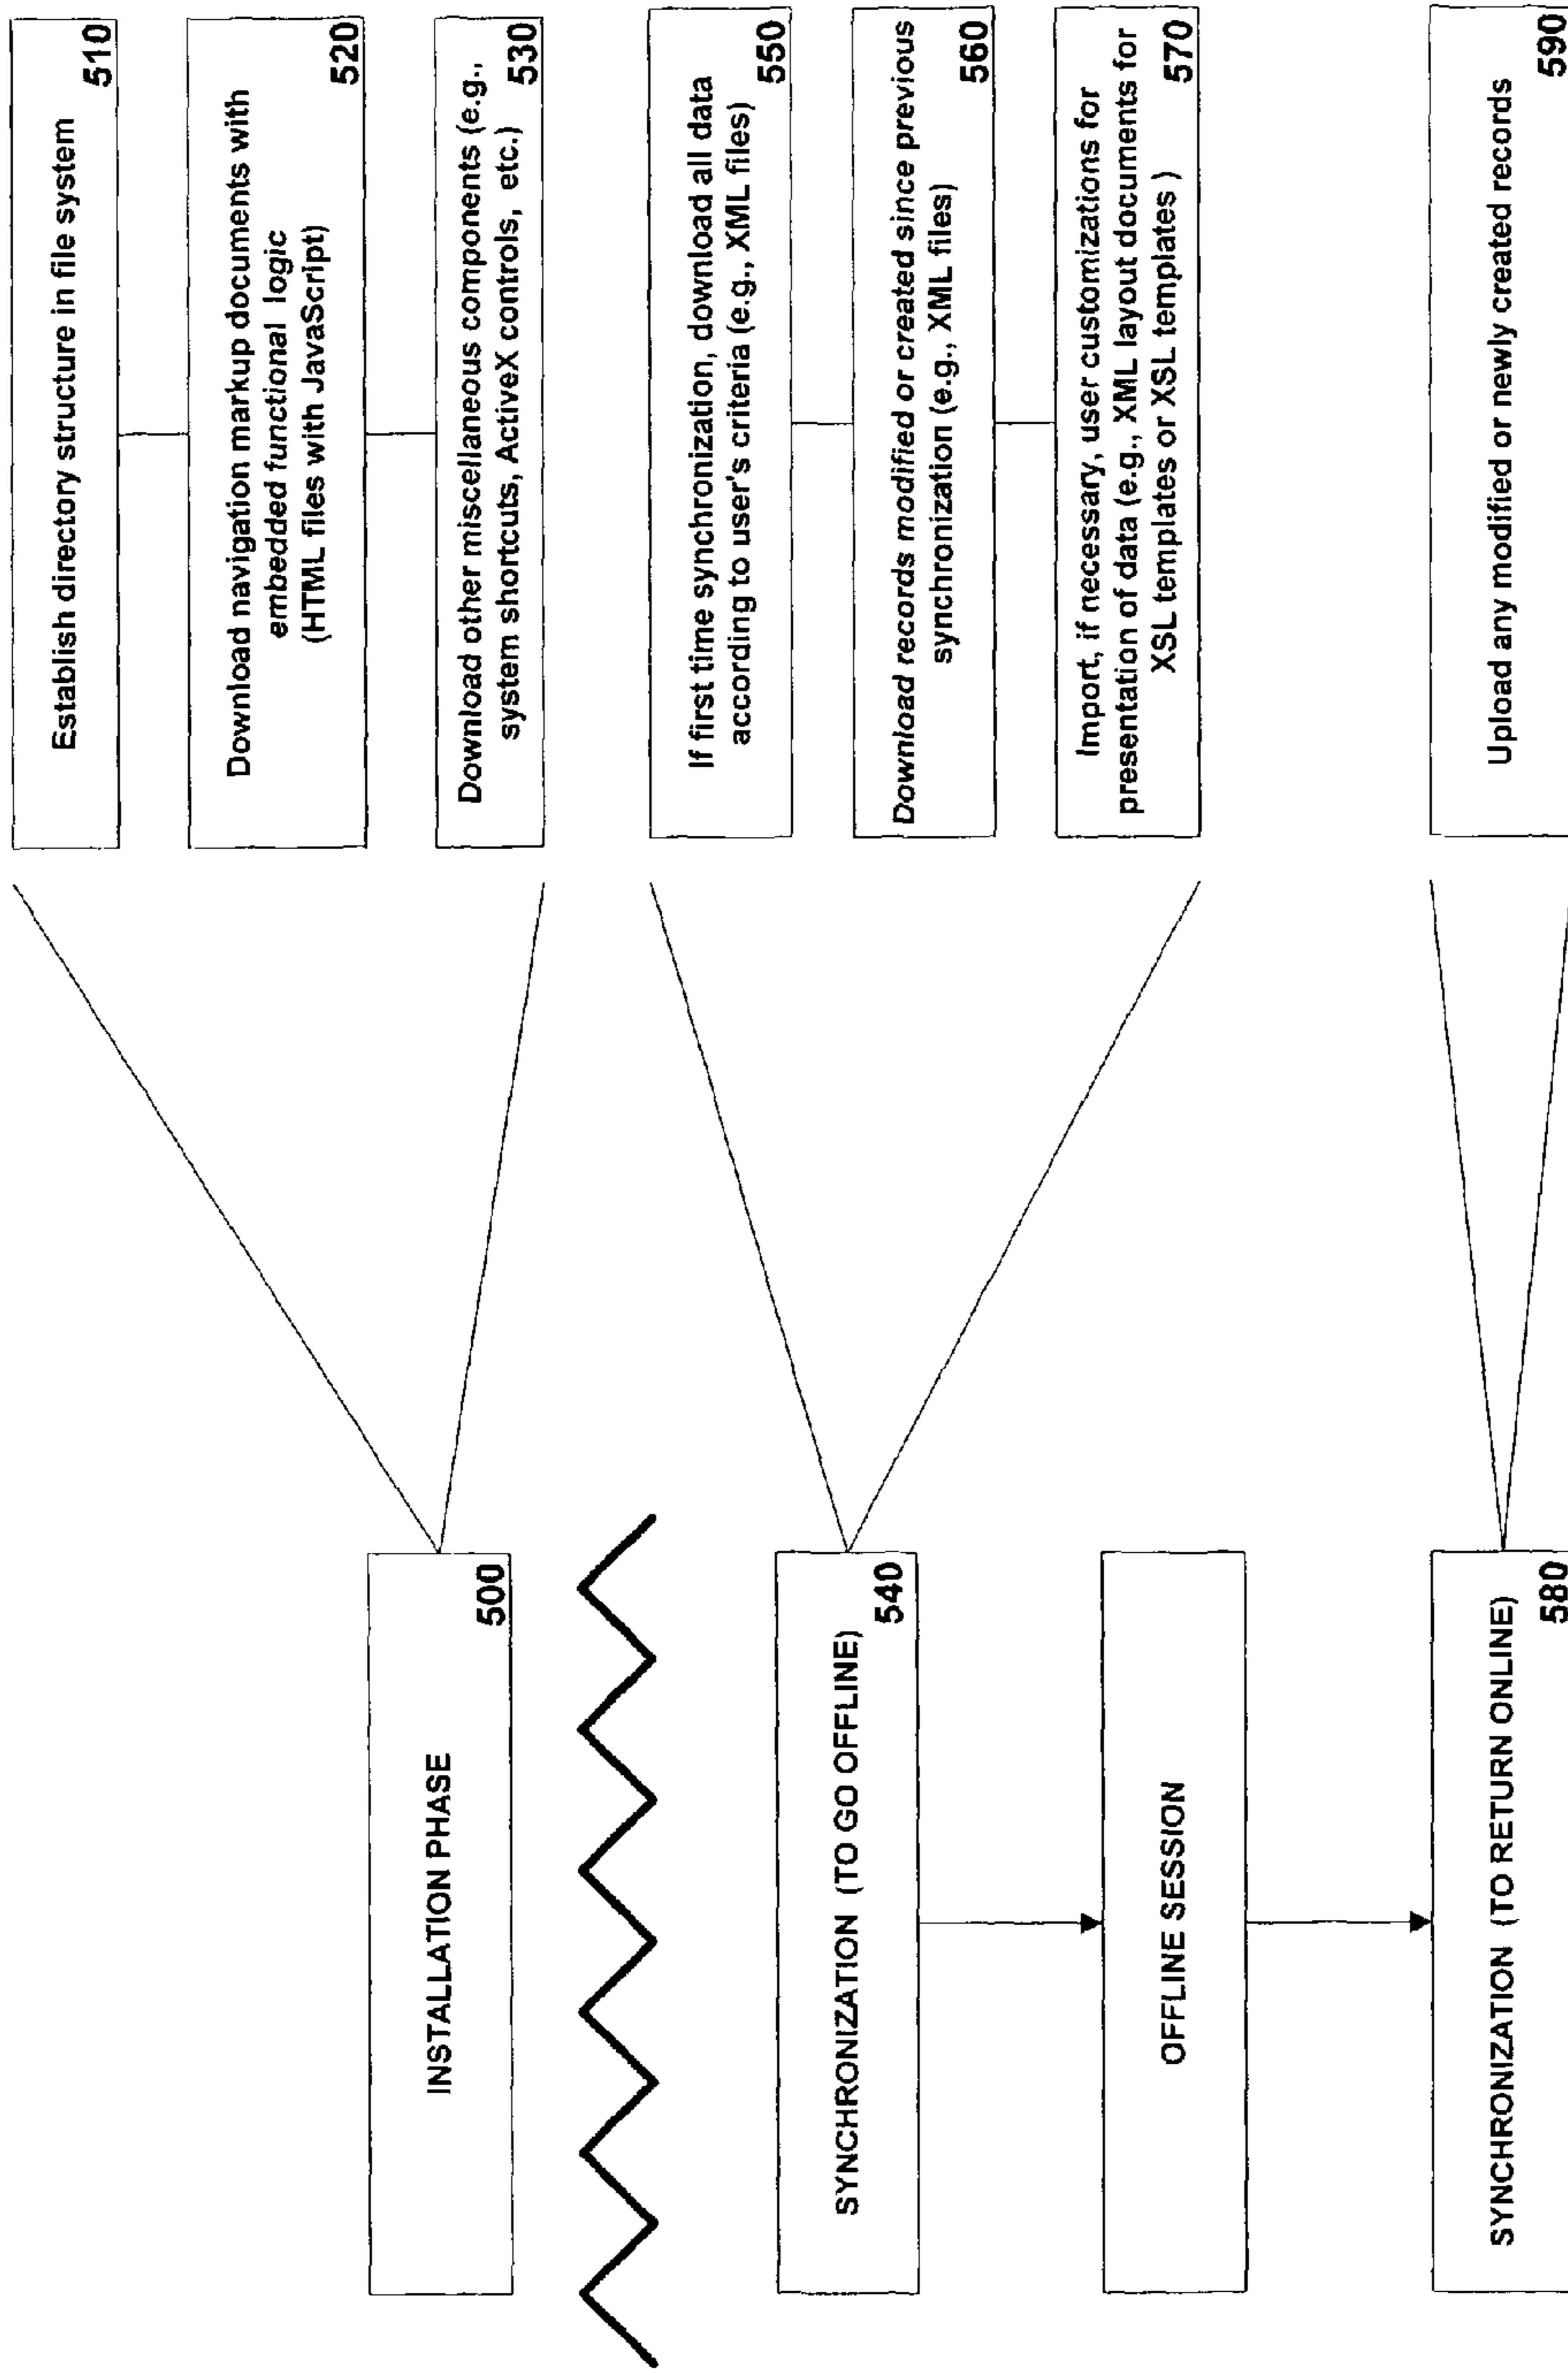 INSTALLATION PHASE
500
Establish directory structure in file system
510
Download navigation markup documents with
embedded functional logic
(HTML files with JavaScript)
520
Download other miscellaneous components (e.g.,
system shortcuts, ActiveX controls, etc.)
530
SYNCHRONIZATION (TO GO OFFLINE)
540
If first time synchronization, download all data
according to user's criteria (e.g., XML files)
550
Download records modified or created since previous
synchronization (e.g., XML files)
560
Import, if necessary, user customizations for
presentation of data (e.g., XML layout documents for
XSL templates or XSL templates )
570
OFFLINE SESSION
SYNCHRONIZATION (TO RETURN ONLINE)
580
Upload any modified or newly created records
590